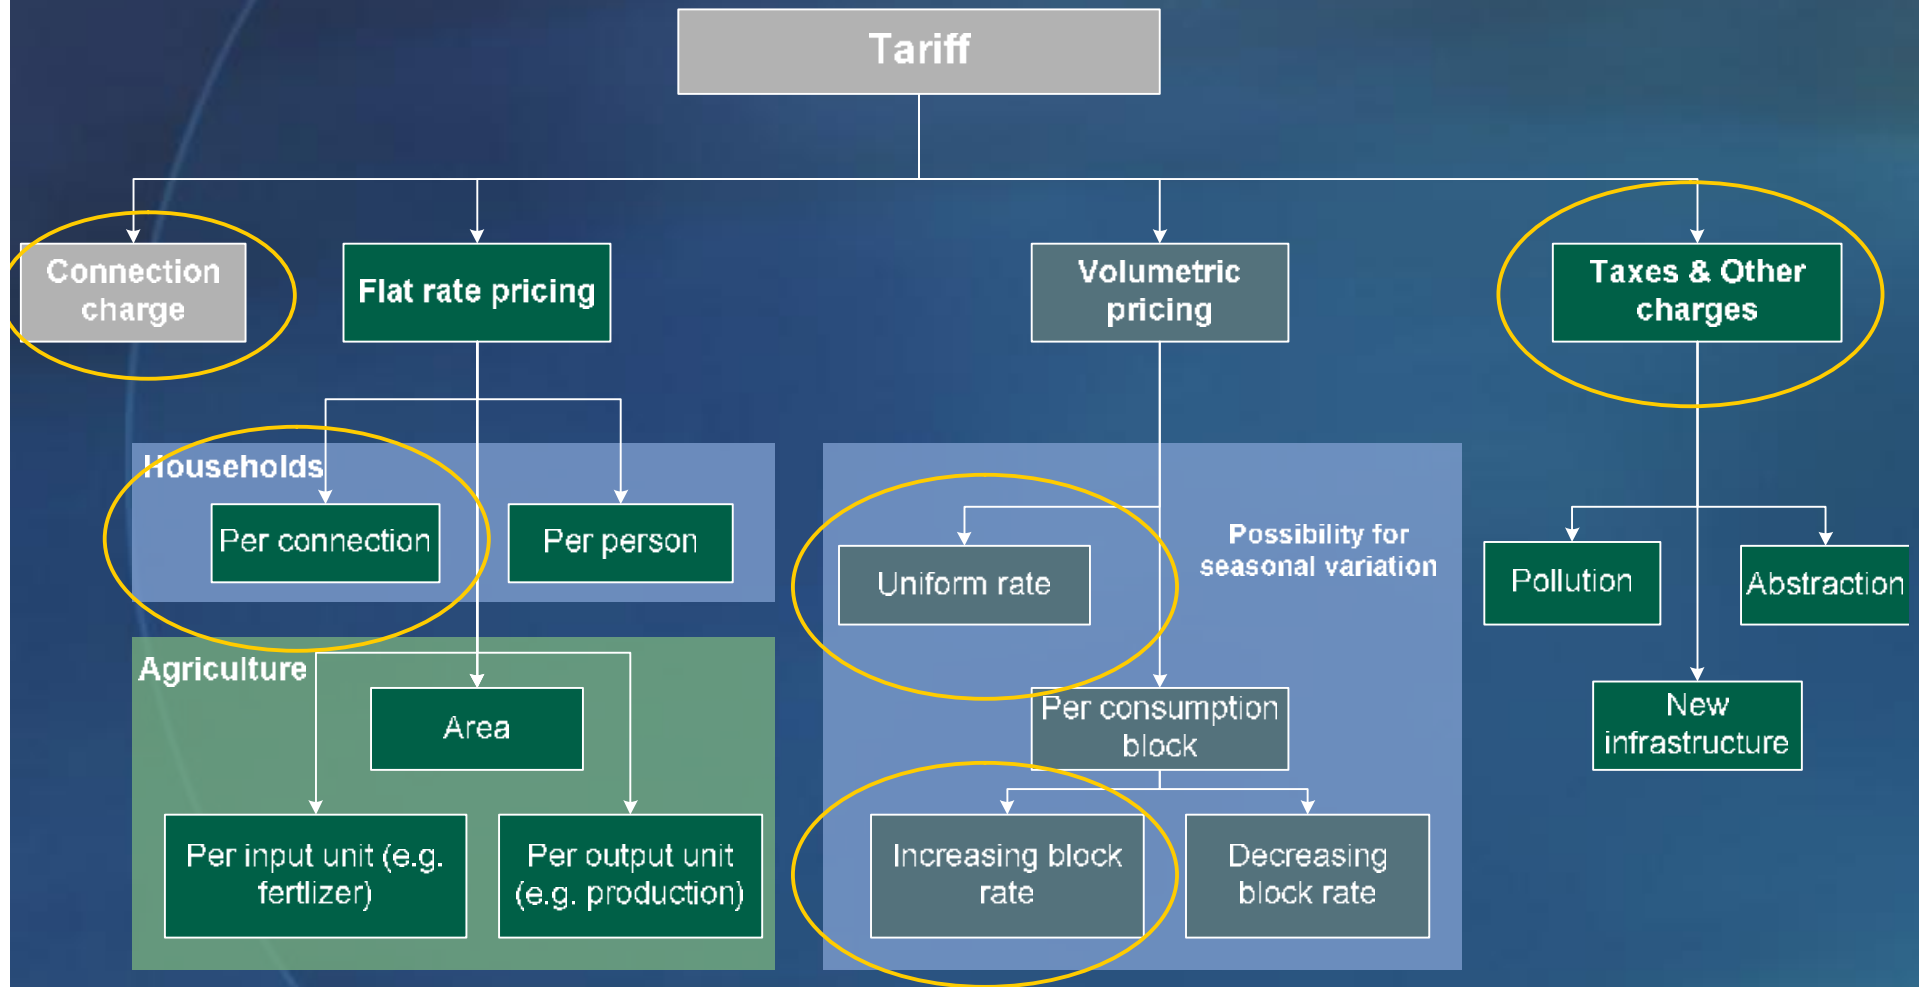 Tariff
Connection
charge
Flat rate pricing
Volumetric
pricing
Taxes & Other
charges
Households
Per connection
Per person
Agriculture
Area
Per input unit (e.g.
fertlizer)
Per output unit
(e.g. production)
Possibility for
seasonal variation
Uniform rate
Per consumption
block
Increasing block
rate
Decreasing
block rate
Pollution
Abstraction
New
infrastructure